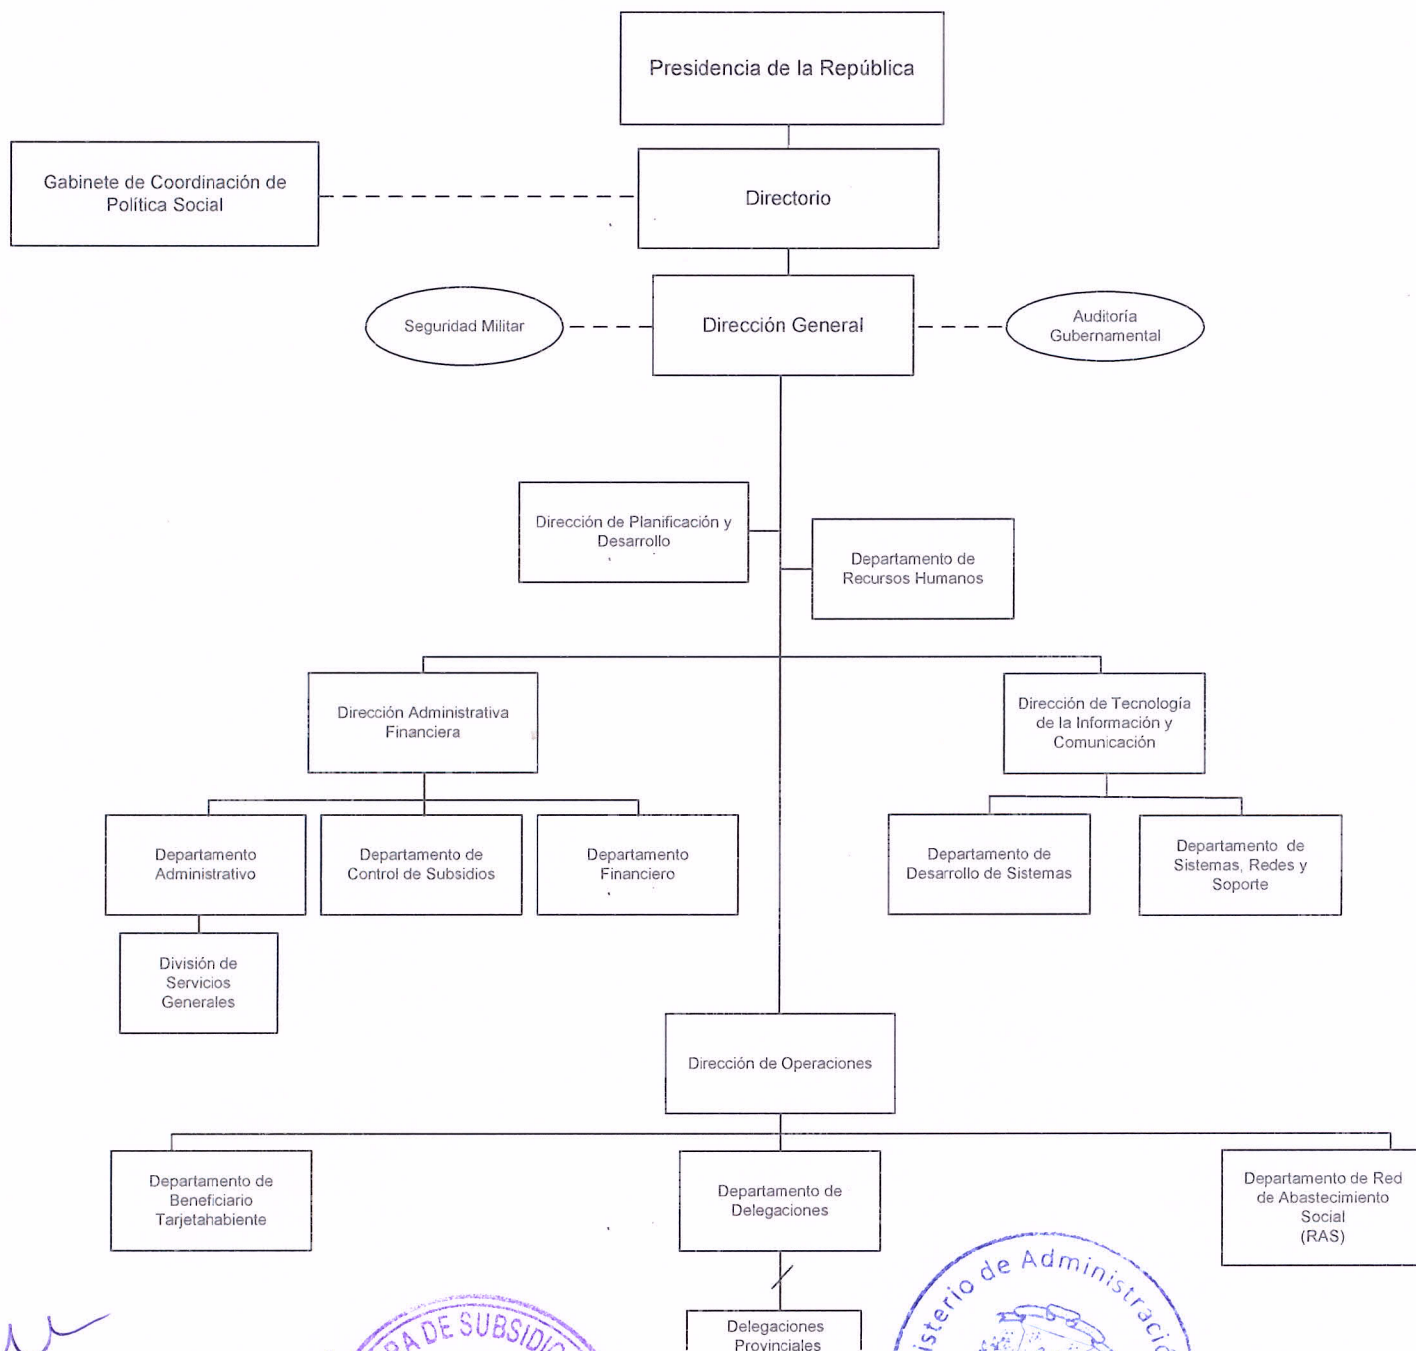 Presidencia de la República
Gabinete de Coordinación de
Política Social
Directorio
Seguridad Militar
Dirección General
Auditoría
Gubernamental
Dirección de Planificación y
Desarrollo
Departamento de
Recursos Humanos
Dirección Administrativa
Financiera
Dirección de Tecnología
de la Información y
Comunicación
Departamento
Administrativo
Departamento de
Control de Subsidios
Departamento
Financiero
Departamento de
Desarrollo de Sistemas
Departamento de
Sistemas, Redes y
Soporte
División de
Servicios
Generales
Dirección de Operaciones
Departamento de
Beneficiario
Tarjetahabiente
Departamento de
Delegaciones
Departamento de Red
de Abastecimiento
Social
(RAS)
Delegaciones
Provinciales
DE SUBSIDIO
de Administració